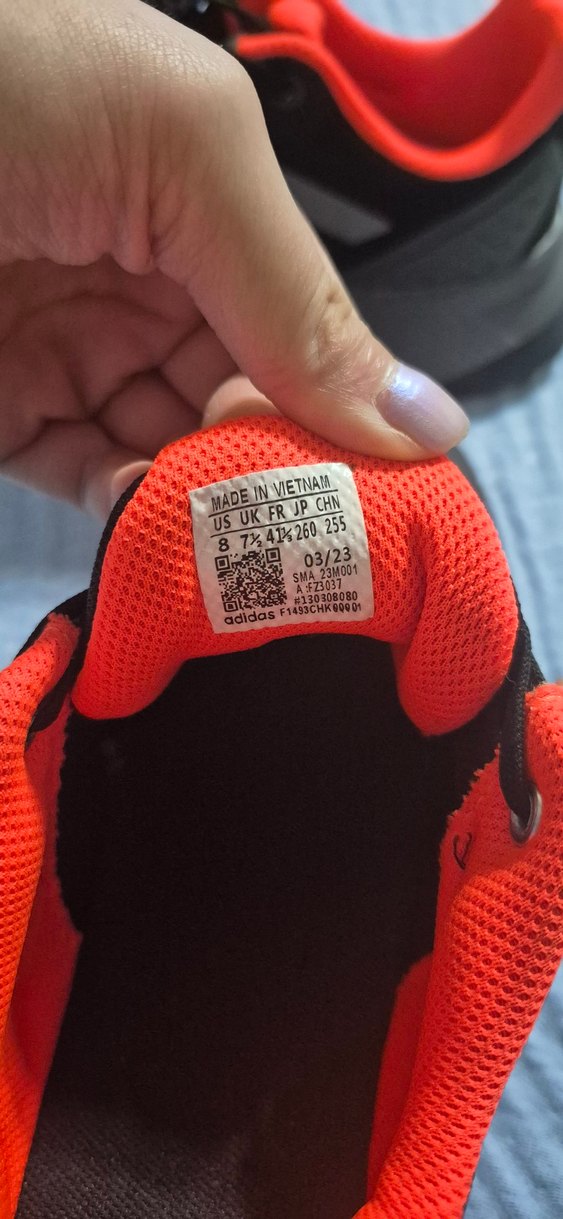 MADE IN VIETNAM
US UK FR JP CHN
8 7½ 41⅓ 260 255
03/23
SMA 23M001
A:FZ3037
#130308080
adidas F1493CHK00001